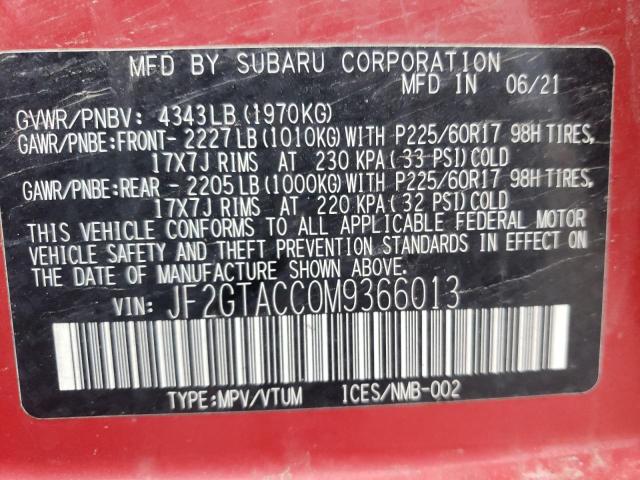 MFD BY SUBARU CORPORATION
MFD IN 06/21
GVWR/PNBV: 4343LB (1970KG)
GAWR/PNBE:FRONT- 2227LB (1010KG)WITH P225/60R17 98H TIRES,
17X7J RIMS AT 230 KPA (33 PSI)COLD
GAWR/PNBE:REAR - 2205LB (1000KG)WITH P225/60R17 98H TIRES,
17X7J RIMS AT 220 KPA (32 PSI)COLD
THIS VEHICLE CONFORMS TO ALL APPLICABLE FEDERAL MOTOR
VEHICLE SAFETY AND THEFT PREVENTION STANDARDS IN EFFECT ON
THE DATE OF MANUFACTURE SHOWN ABOVE.
VIN: JF2GTACC0M9366013
TYPE:MPV/VTUM ICES/NMB-002